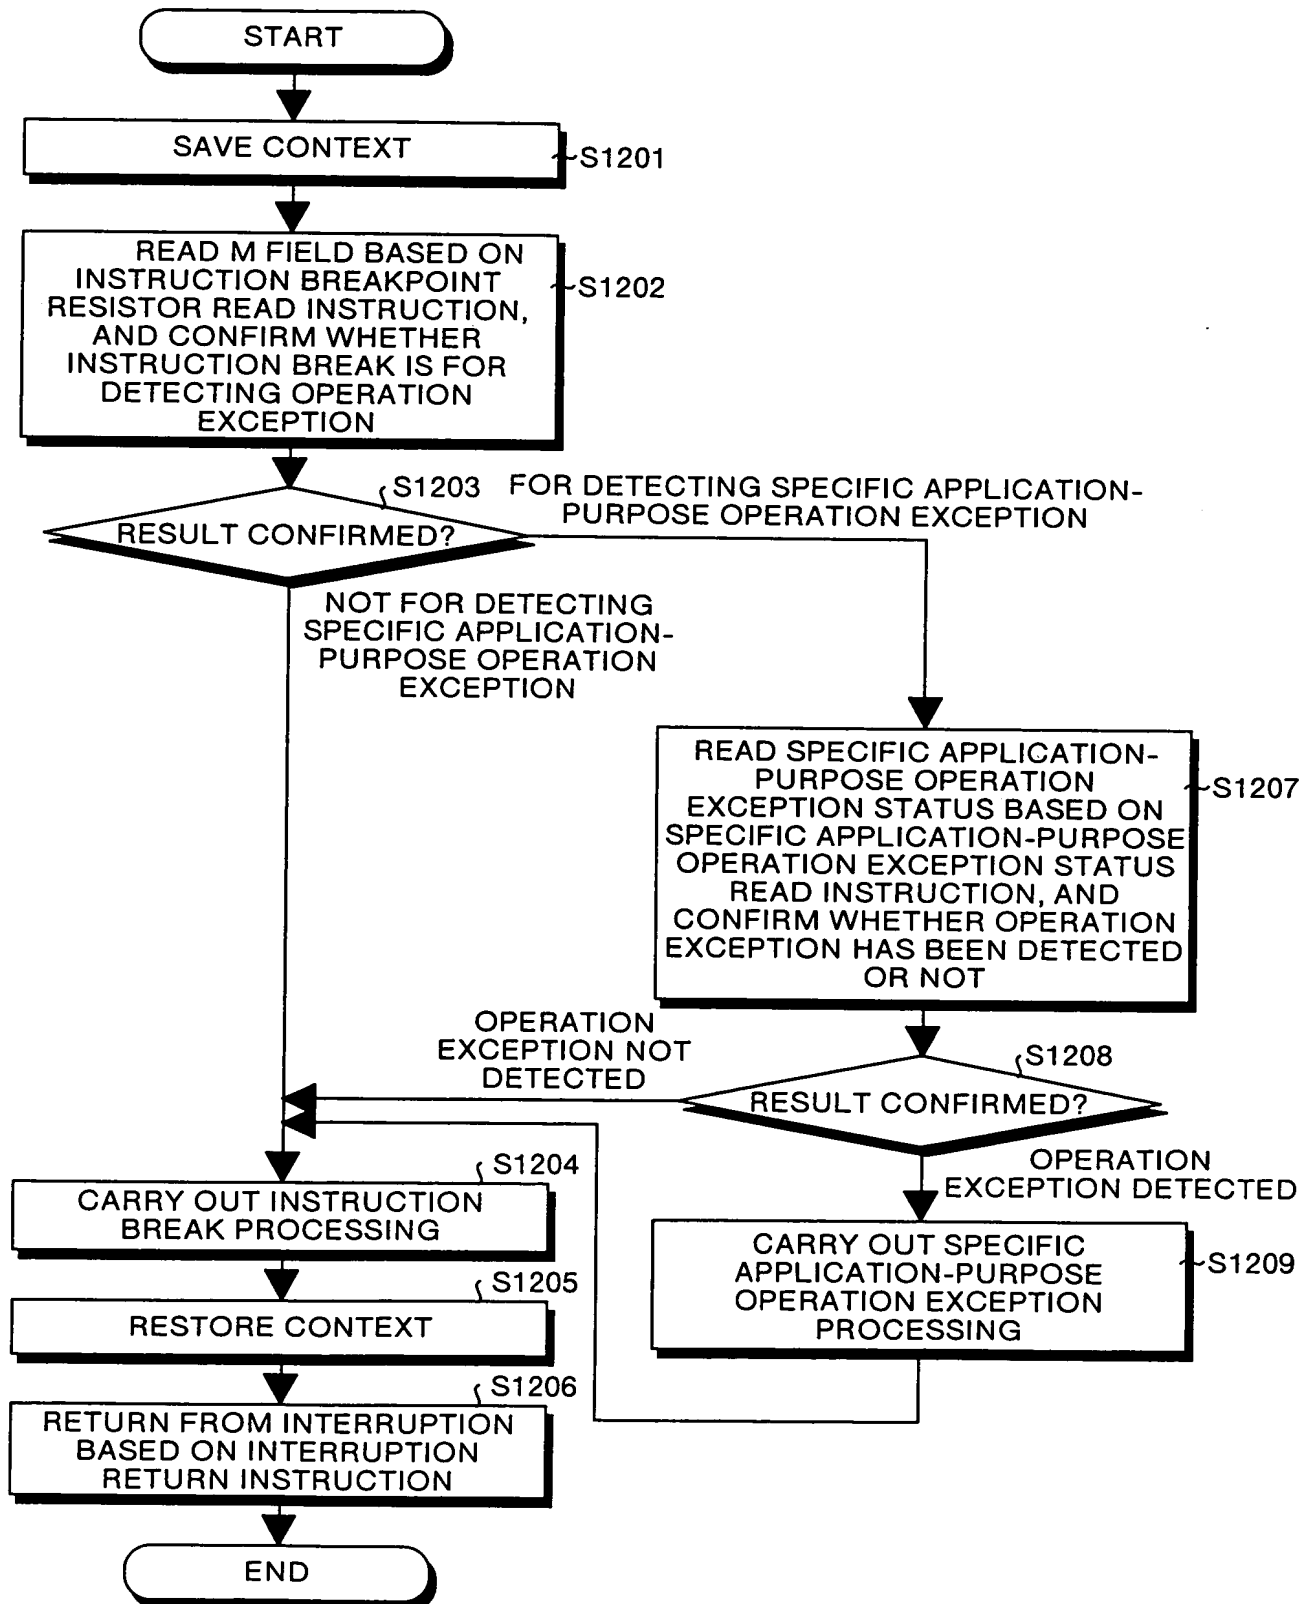 START
SAVE CONTEXT
S1201
READ M FIELD BASED ON
INSTRUCTION BREAKPOINT
RESISTOR READ INSTRUCTION,
AND CONFIRM WHETHER
INSTRUCTION BREAK IS FOR
DETECTING OPERATION
EXCEPTION
S1202
S1203
RESULT CONFIRMED?
FOR DETECTING SPECIFIC APPLICATION-
PURPOSE OPERATION EXCEPTION
NOT FOR DETECTING
SPECIFIC APPLICATION-
PURPOSE OPERATION
EXCEPTION
READ SPECIFIC APPLICATION-
PURPOSE OPERATION
EXCEPTION STATUS BASED ON
SPECIFIC APPLICATION-PURPOSE
OPERATION EXCEPTION STATUS
READ INSTRUCTION, AND
CONFIRM WHETHER OPERATION
EXCEPTION HAS BEEN DETECTED
OR NOT
S1207
OPERATION
EXCEPTION NOT
DETECTED
S1208
RESULT CONFIRMED?
OPERATION
EXCEPTION DETECTED
S1204
CARRY OUT INSTRUCTION
BREAK PROCESSING
CARRY OUT SPECIFIC
APPLICATION-PURPOSE
OPERATION EXCEPTION
PROCESSING
S1209
S1205
RESTORE CONTEXT
S1206
RETURN FROM INTERRUPTION
BASED ON INTERRUPTION
RETURN INSTRUCTION
END